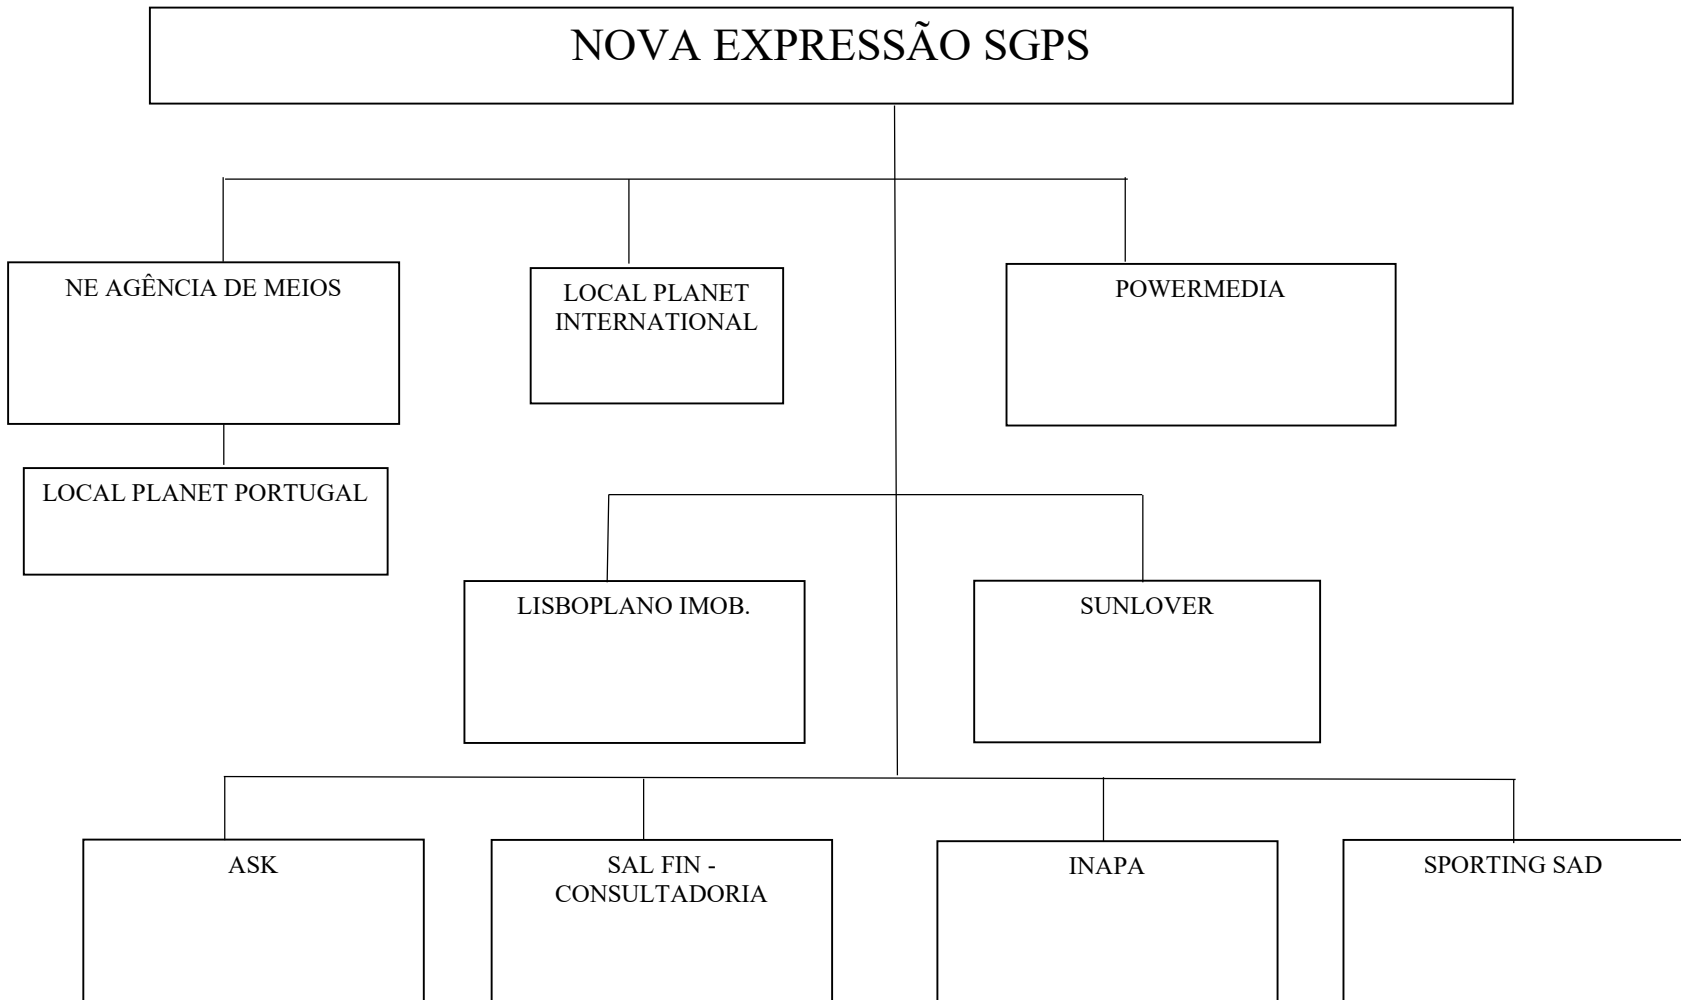 NOVA EXPRESSÃO SGPS
NE AGÊNCIA DE MEIOS
LOCAL PLANET
INTERNATIONAL
POWERMEDIA
LOCAL PLANET PORTUGAL
LISBOPLANO IMOB.
SUNLOVER
ASK
SAL FIN -
CONSULTADORIA
INAPA
SPORTING SAD